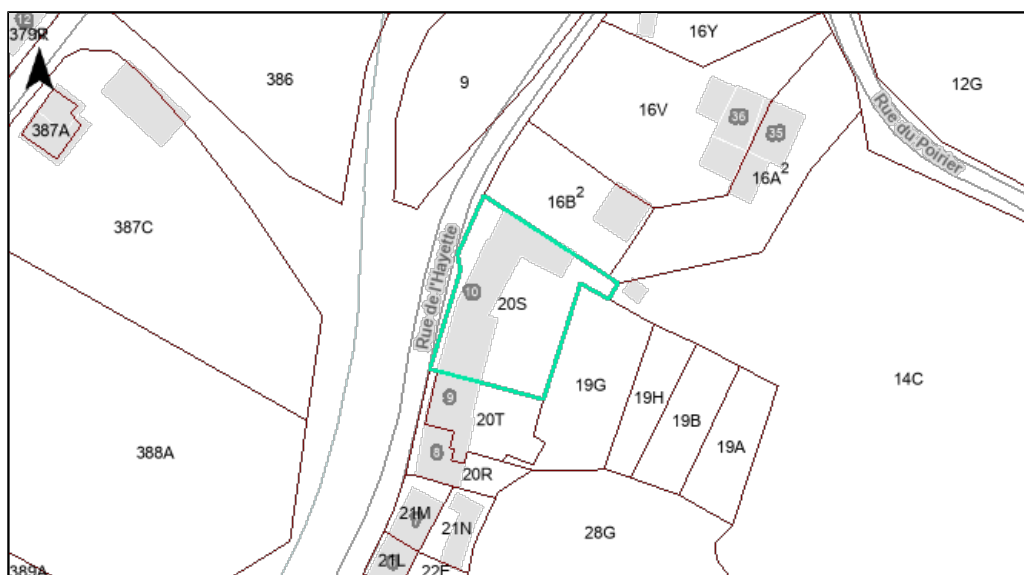 12
379R
386
9
16Y
12G
16V
36
35
Rue du Poirier
387A
16A²
16B²
387C
Rue de l'Hayette
10
20S
14C
19G
19H
19B
19A
9
20T
388A
8
20R
21M
21N
28G
21L
22F
389A